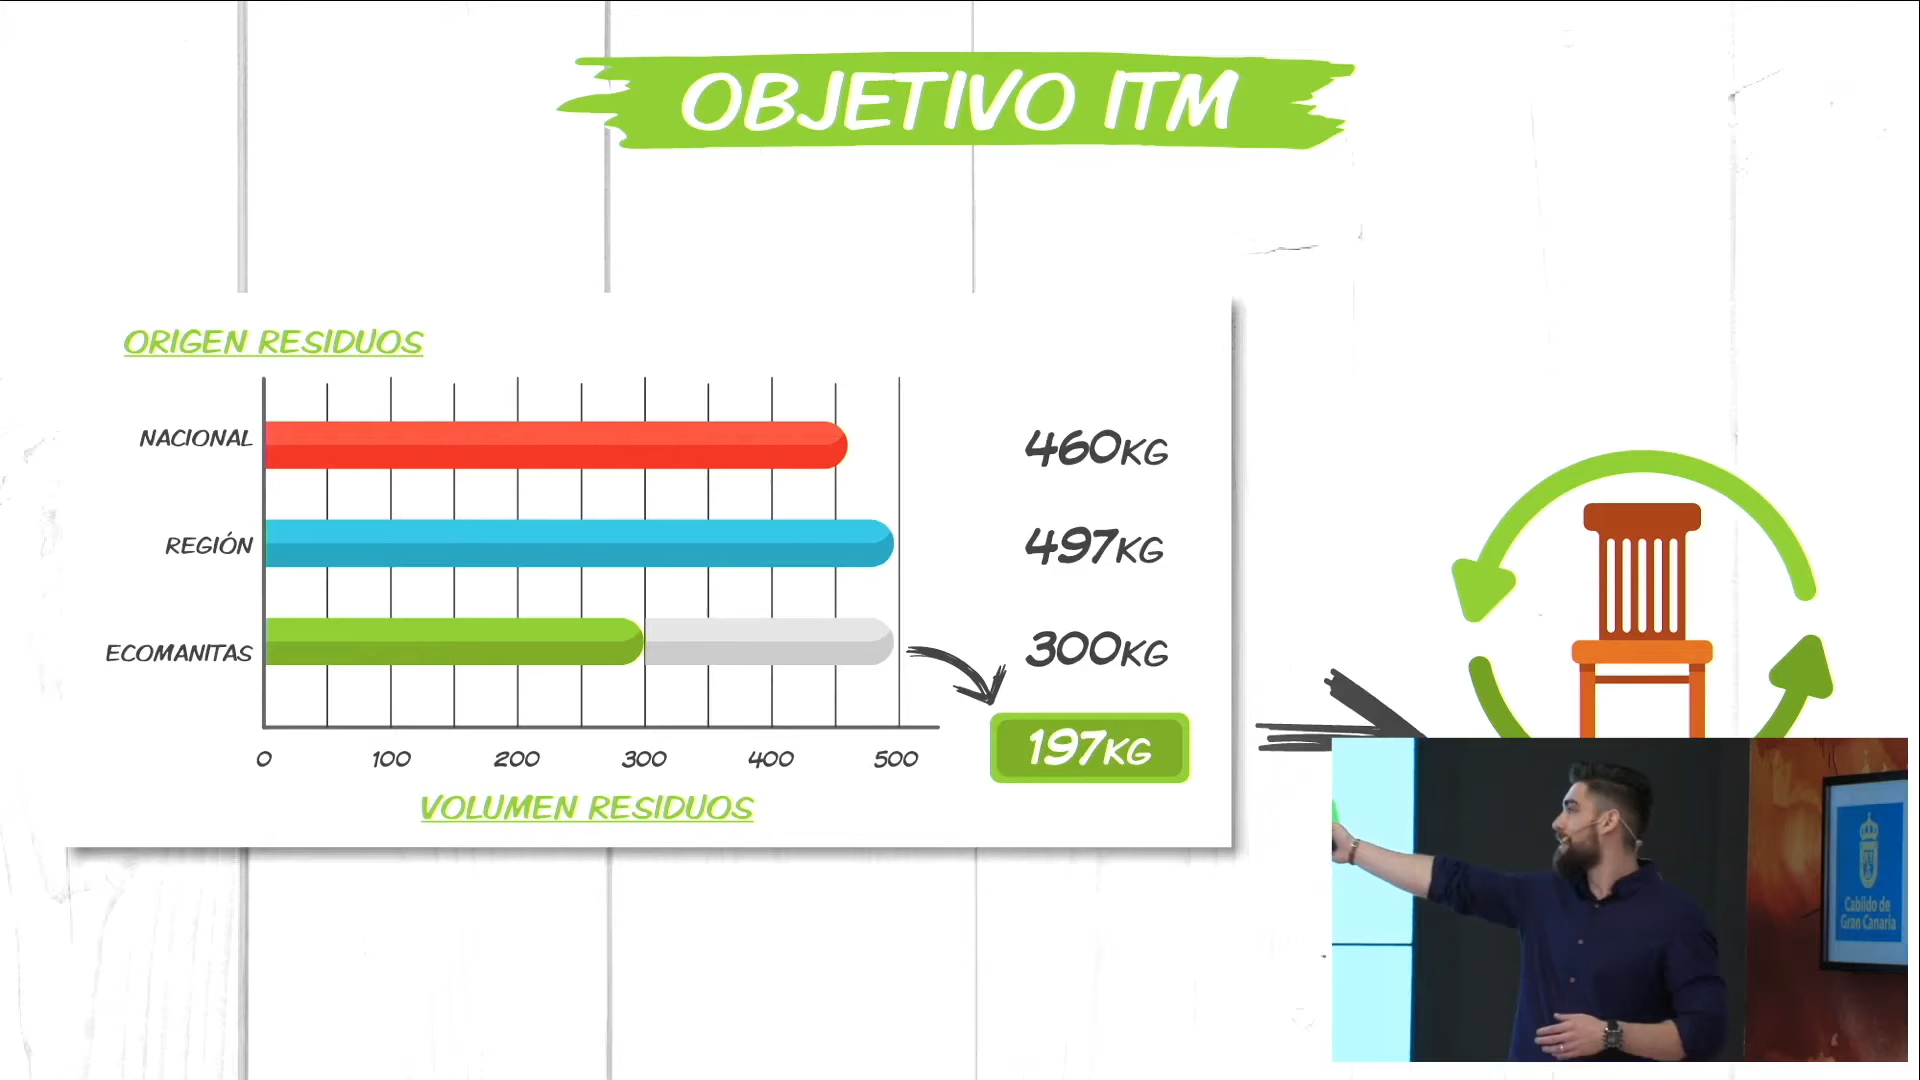 OBJETIVO ITM
ORIGEN RESIDUOS
NACIONAL
460KG
REGIÓN
497KG
ECOMANITAS
300KG
197KG
0 100 200 300 400 500
VOLUMEN RESIDUOS
Cabildo de
Gran Canaria